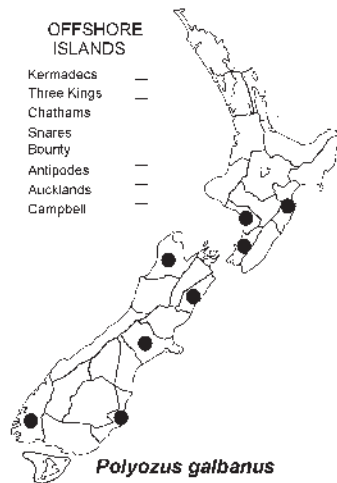 OFFSHORE
ISLANDS
Kermadecs —
Three Kings —
Chathams
Snares
Bounty
Antipodes —
Aucklands —
Campbell —
Polyozus galbanus